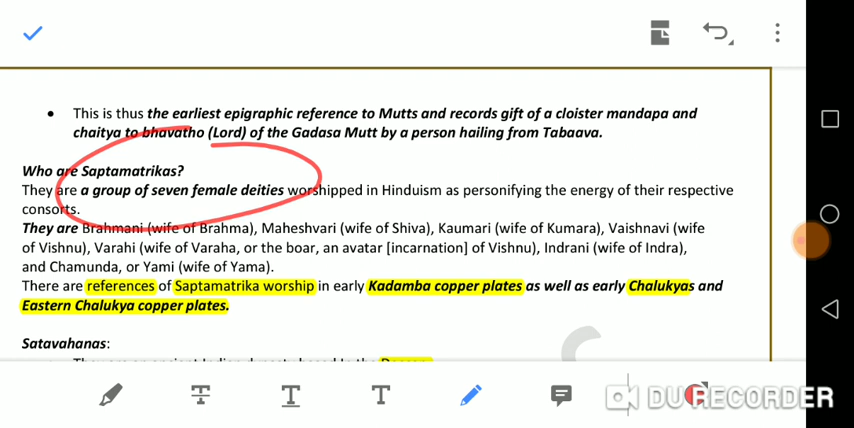 • This is thus the earliest epigraphic reference to Mutts and records gift of a cloister mandapa and
chaitya to bhavatho (Lord) of the Gadasa Mutt by a person hailing from Tabaava.
Who are Saptamatrikas?
They are a group of seven female deities worshipped in Hinduism as personifying the energy of their respective
consorts.
They are Brahmani (wife of Brahma), Maheshvari (wife of Shiva), Kaumari (wife of Kumara), Vaishnavi (wife
of Vishnu), Varahi (wife of Varaha, or the boar, an avatar [incarnation] of Vishnu), Indrani (wife of Indra),
and Chamunda, or Yami (wife of Yama).
There are references of Saptamatrika worship in early Kadamba copper plates as well as early Chalukyas and
Eastern Chalukya copper plates.
Satavahanas:
T T T
DU RECORDER